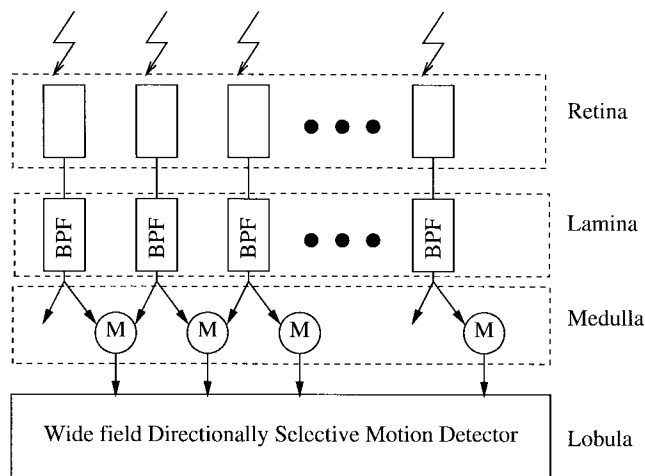 Retina
BPF BPF BPF BPF
Lamina
M M M M
Medulla
Wide field Directionally Selective Motion Detector
Lobula